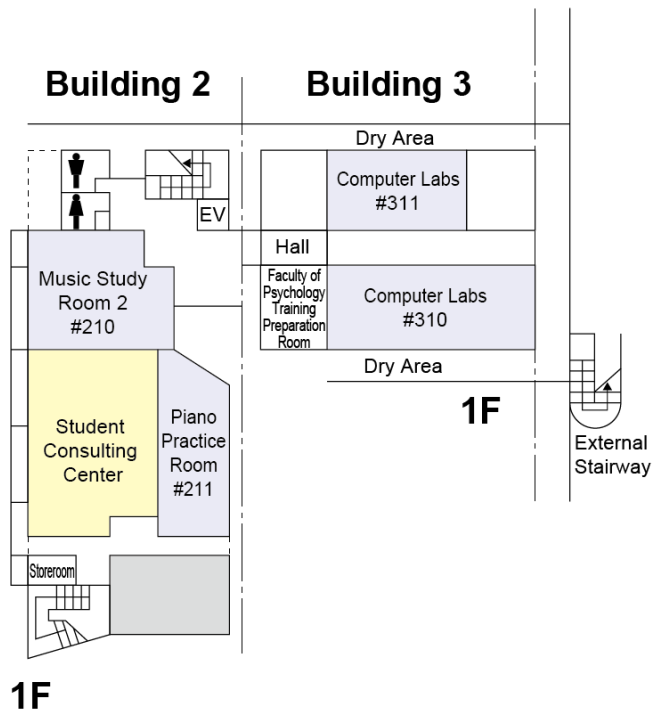 Building 2
Building 3
Dry Area
Computer Labs
#311
EV
Hall
Music Study
Room 2
#210
Faculty of
Psychology
Training
Preparation
Room
Computer Labs
#310
Dry Area
1F
Student
Consulting
Center
Piano
Practice
Room
#211
External
Stairway
Storeroom
1F